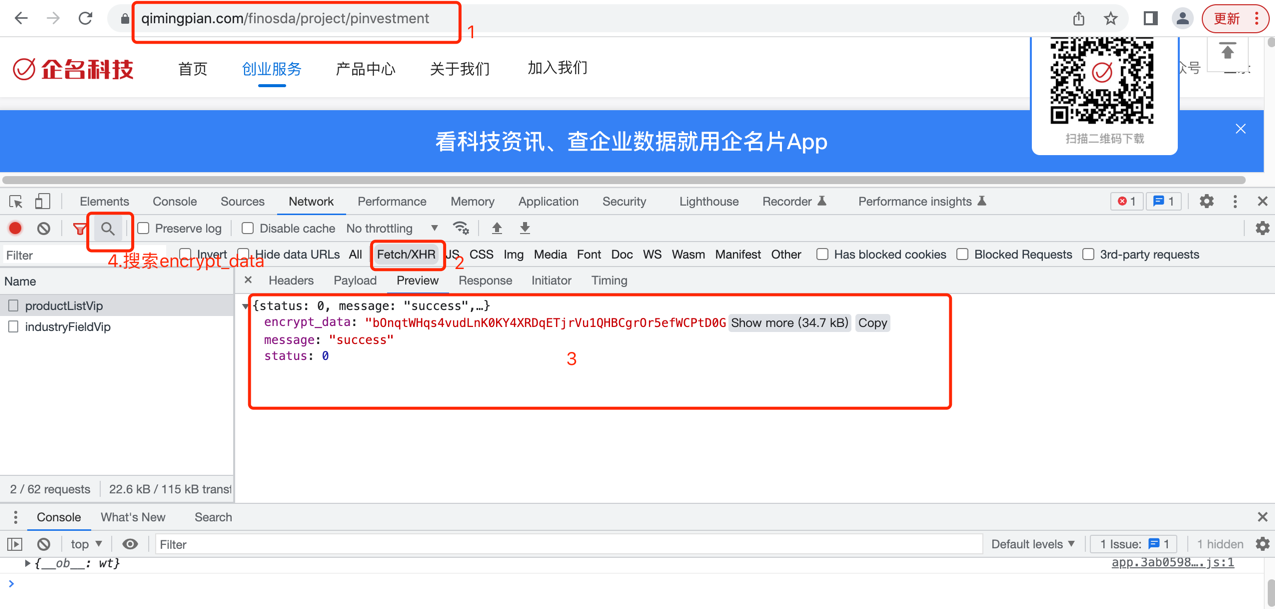 qimingpian.com/finosda/project/pinvestment
更新
1
企名科技
首页
创业服务
产品中心
关于我们
加入我们
众号
看科技资讯、查企业数据就用企名片App
扫描二维码下载
Elements Console Sources Network Performance Memory Application Security Lighthouse Recorder Performance insights 1 1
Preserve log Disable cache No throttling
Filter Invert Hide data URLs All Fetch/XHR JS CSS Img Media Font Doc WS Wasm Manifest Other Has blocked cookies Blocked Requests 3rd-party requests
4.搜索encrypt_data
2
Name
Headers Payload Preview Response Initiator Timing
productListVip
industryFieldVip
{status: 0, message: "success",…}
encrypt_data: "bOnqtWHqs4vudLnK0KY4XRDqETjrVu1QHBCgrOr5efWCPtD0G Show more (34.7 kB) Copy
message: "success"
status: 0
3
2 / 62 requests 22.6 kB / 115 kB transf
Console What's New Search
top Filter Default levels 1 Issue: 1 1 hidden
{__ob__: wt}
app.3ab0598….js:1